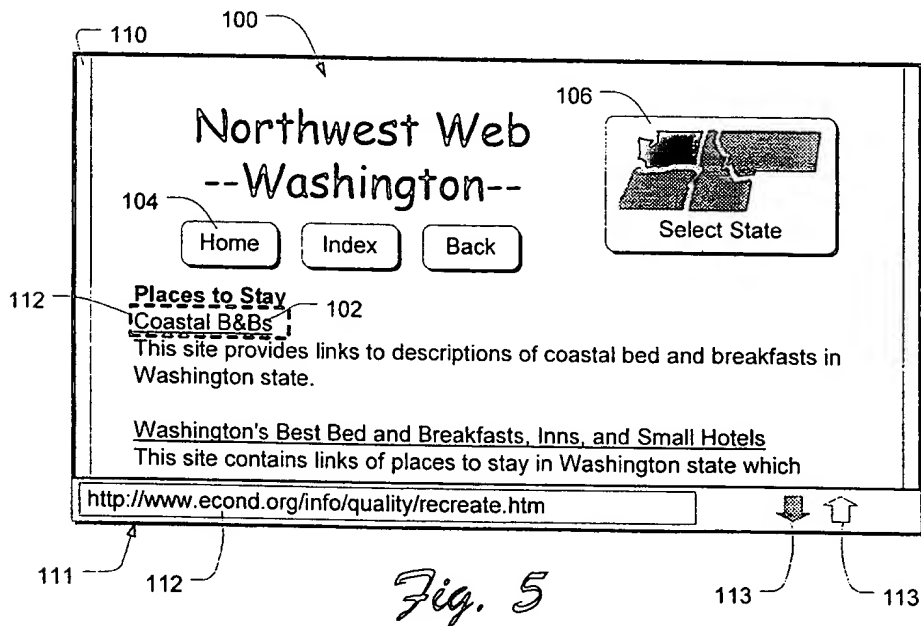 110
100
106
Northwest Web
--Washington--
104
Home
Index
Back
Select State
112
Places to Stay
102
Coastal B&Bs
This site provides links to descriptions of coastal bed and breakfasts in
Washington state.
Washington's Best Bed and Breakfasts, Inns, and Small Hotels
This site contains links of places to stay in Washington state which
http://www.econd.org/info/quality/recreate.htm
111
112
113
113
Fig. 5